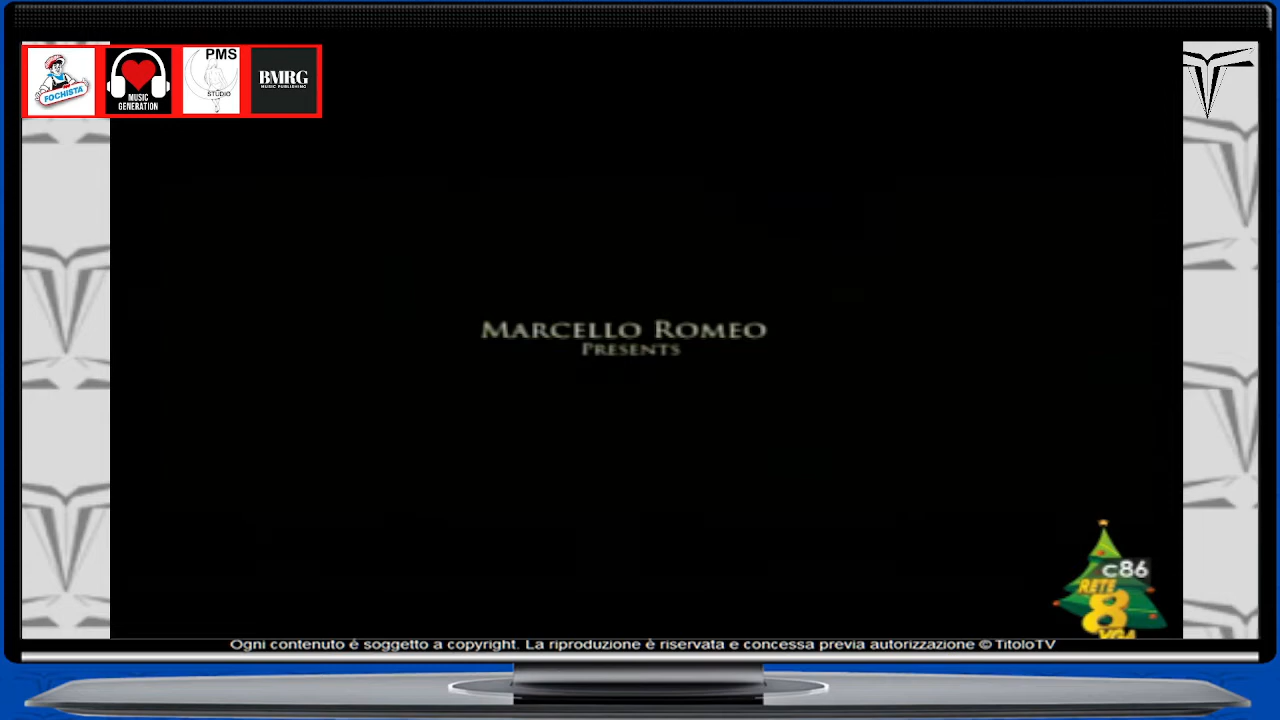 FOCHISTA
MUSIC
GENERATION
PMS
STUDIO
BMRG
MUSIC PUBLISHING
MARCELLO ROMEO
PRESENTS
c86
RETE
8
VGA
Ogni contenuto é soggetto a copyright. La riproduzione è riservata e concessa previa autorizzazione © TitoloTV